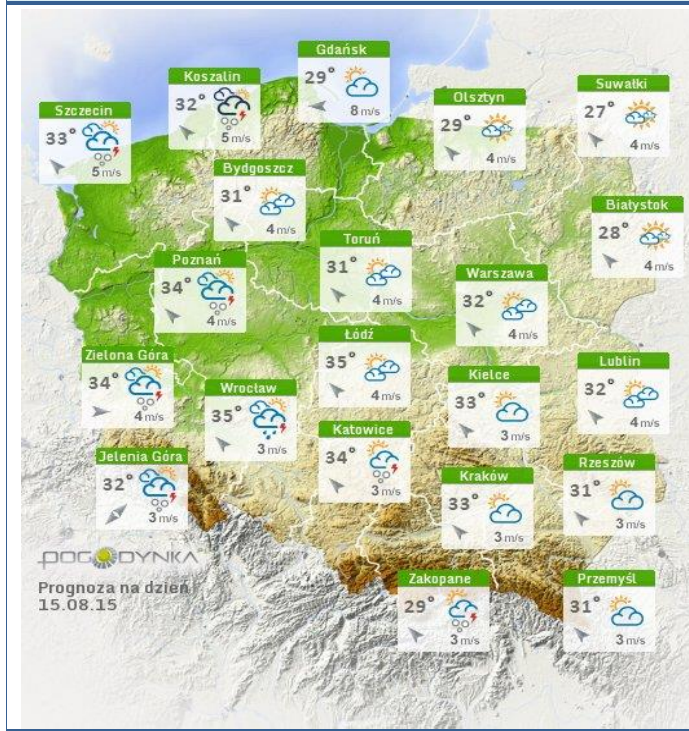 Gdańsk
29°
8 m/s
Koszalin
32°
5 m/s
Suwałki
27°
4 m/s
Olsztyn
29°
4 m/s
Szczecin
33°
5 m/s
Bydgoszcz
31°
4 m/s
Białystok
28°
4 m/s
Toruń
31°
4 m/s
Poznań
34°
4 m/s
Warszawa
32°
4 m/s
Łódź
35°
4 m/s
Zielona Góra
34°
4 m/s
Lublin
32°
4 m/s
Kielce
33°
3 m/s
Wrocław
35°
3 m/s
Katowice
34°
3 m/s
Jelenia Góra
32°
3 m/s
Rzeszów
31°
3 m/s
Kraków
33°
3 m/s
POGODYNKA
Prognoza na dzień
15.08.15
Zakopane
29°
3 m/s
Przemyśl
31°
3 m/s